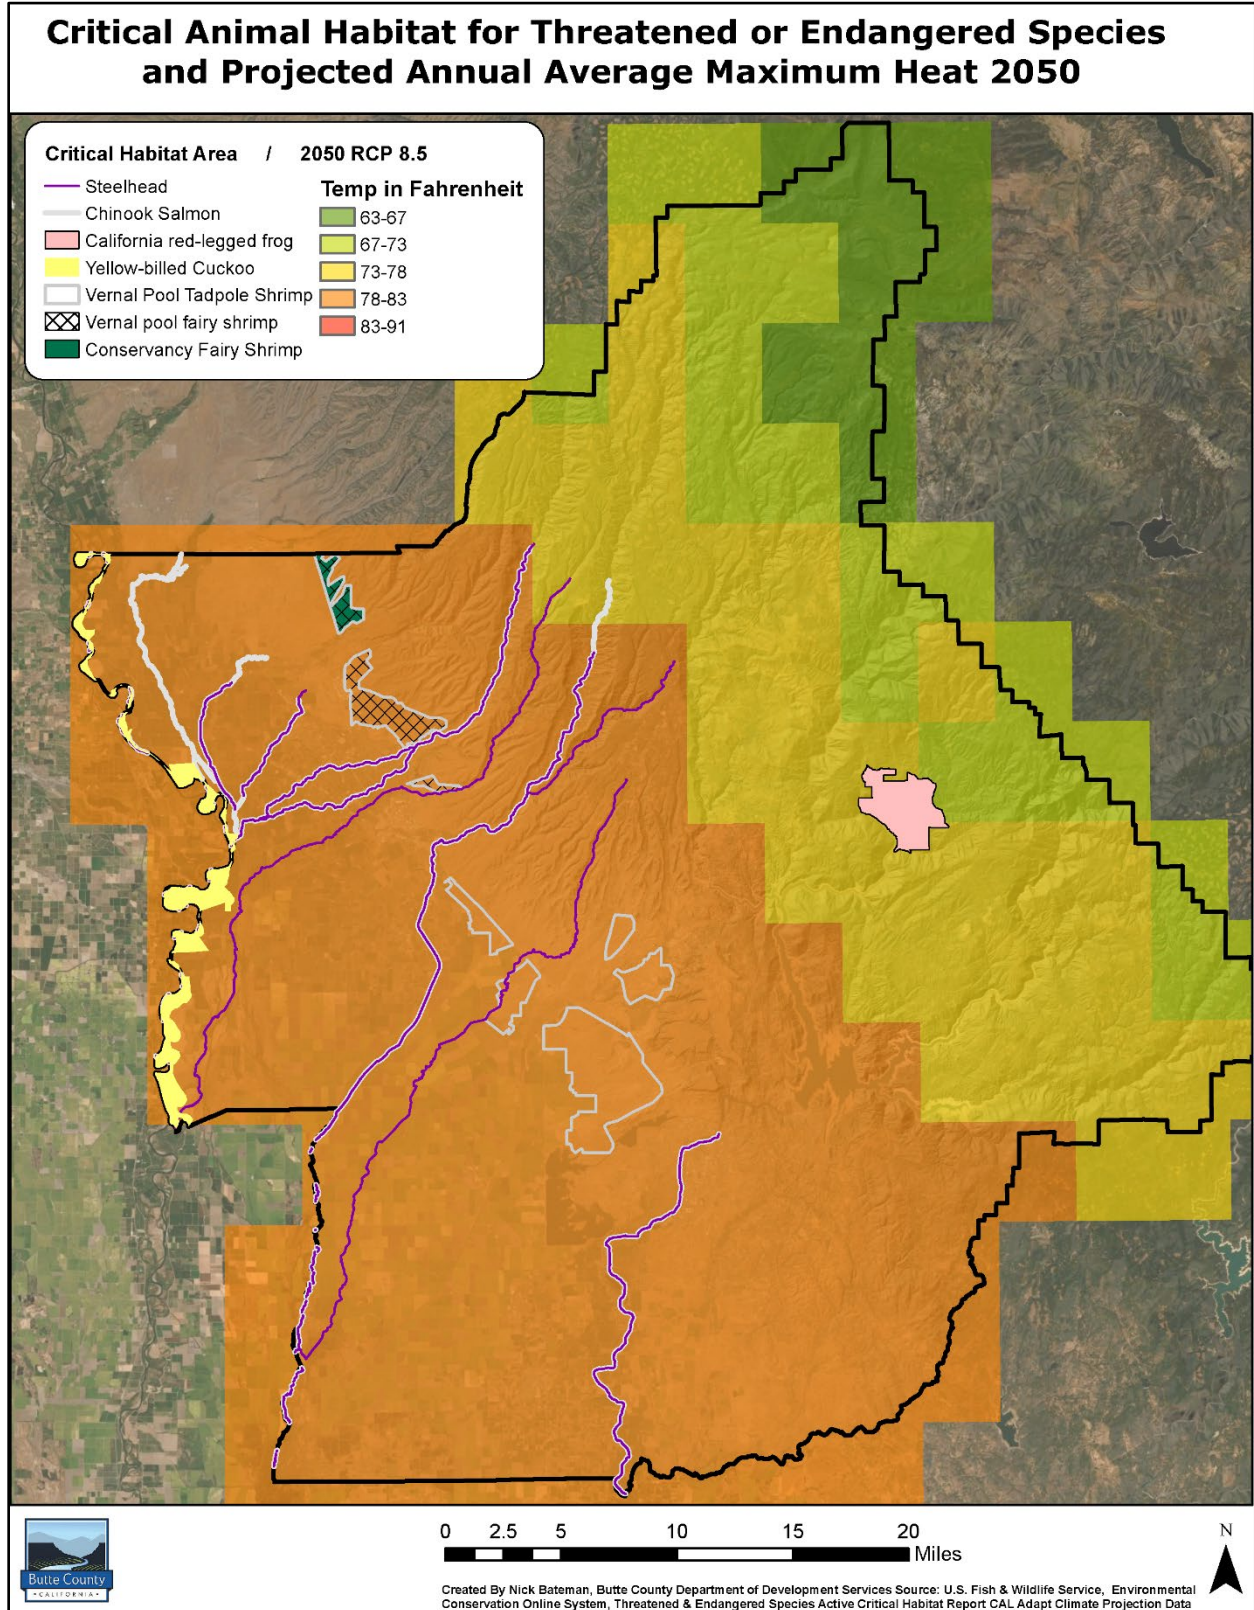 Critical Animal Habitat for Threatened or Endangered Species
and Projected Annual Average Maximum Heat 2050
Critical Habitat Area / 2050 RCP 8.5
Steelhead
Chinook Salmon
California red-legged frog
Yellow-billed Cuckoo
Vernal Pool Tadpole Shrimp
Vernal pool fairy shrimp
Conservancy Fairy Shrimp
Temp in Fahrenheit
63-67
67-73
73-78
78-83
83-91
Butte County
• CALIFORNIA •
0 2.5 5 10 15 20
Miles
N
Created By Nick Bateman, Butte County Department of Development Services Source: U.S. Fish & Wildlife Service, Environmental
Conservation Online System, Threatened & Endangered Species Active Critical Habitat Report CAL Adapt Climate Projection Data